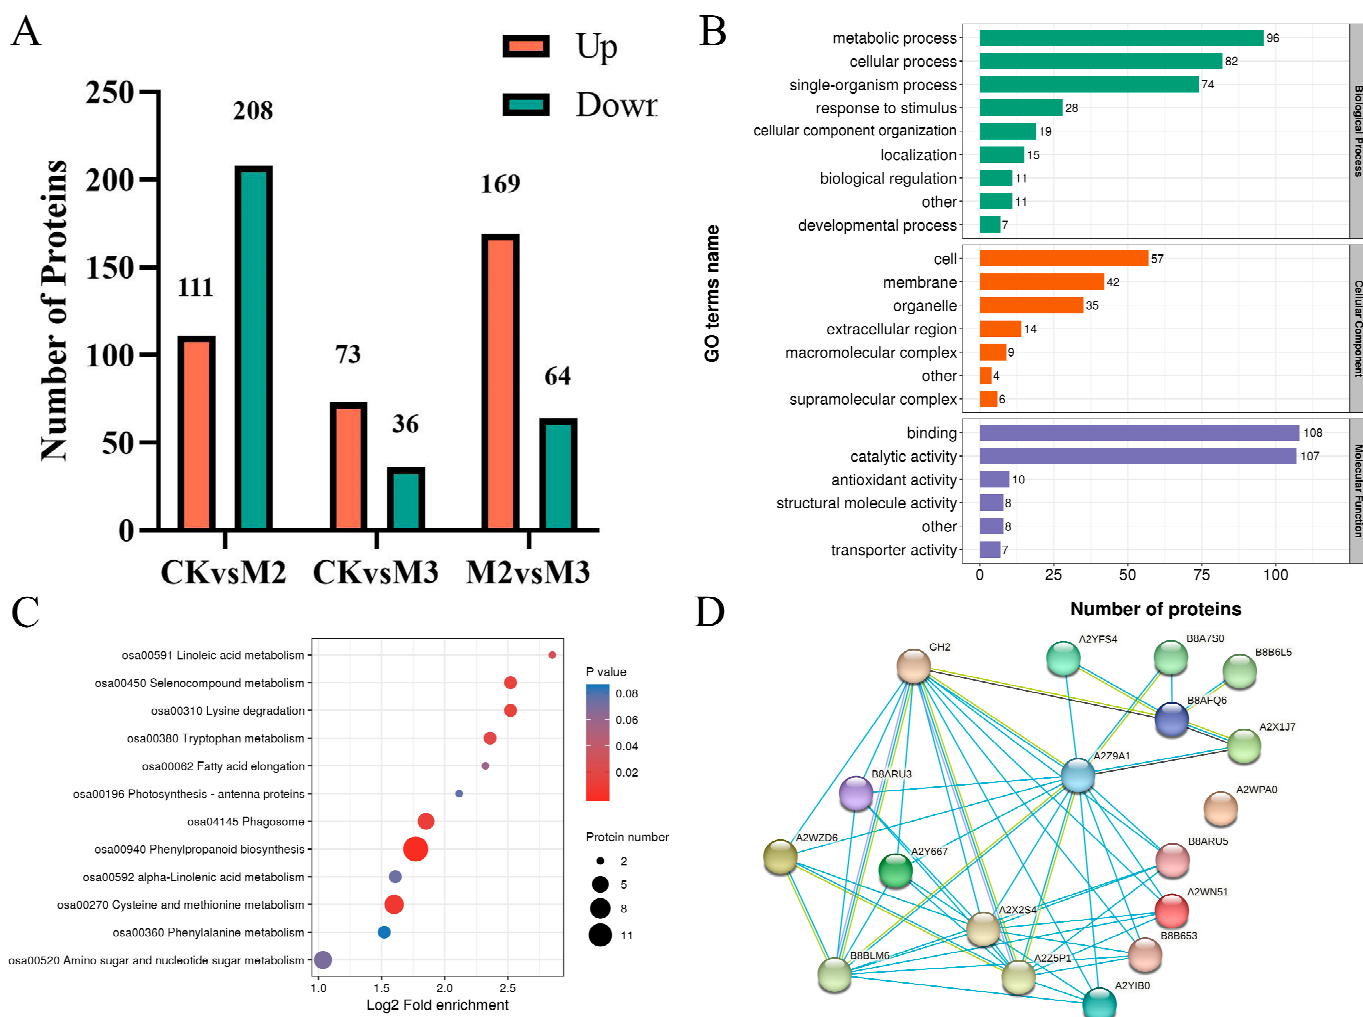 A
Up
Down
250
200
150
100
50
0
Number of Proteins
111
208
73
36
169
64
CKvsM2
CKvsM3
M2vsM3
B
GO terms name
metabolic process
96
cellular process
82
single-organism process
74
response to stimulus
28
cellular component organization
19
localization
15
biological regulation
11
other
11
developmental process
7
Biological Process
cell
57
membrane
42
organelle
35
extracellular region
14
macromolecular complex
9
other
4
supramolecular complex
6
Cellular Component
binding
108
catalytic activity
107
antioxidant activity
10
structural molecule activity
8
other
8
transporter activity
7
Molecular Function
0
25
50
75
100
Number of proteins
C
osa00591 Linoleic acid metabolism
osa00450 Selenocompound metabolism
osa00310 Lysine degradation
osa00380 Tryptophan metabolism
osa00062 Fatty acid elongation
osa00196 Photosynthesis - antenna proteins
osa04145 Phagosome
osa00940 Phenylpropanoid biosynthesis
osa00592 alpha-Linolenic acid metabolism
osa00270 Cysteine and methionine metabolism
osa00360 Phenylalanine metabolism
osa00520 Amino sugar and nucleotide sugar metabolism
1.0
1.5
2.0
2.5
Log2 Fold enrichment
P value
0.08
0.06
0.04
0.02
Protein number
2
5
8
11
D
GH2
A2YFS4
B8A7S0
B8B6L5
B8AFQ6
A2X1J7
A2Z9A1
B8ARU3
A2WPA0
A2WZD6
A2Y667
B8ARU5
A2WN51
A2X2S4
B8B653
B8BLM6
A2Z5P1
A2YIB0